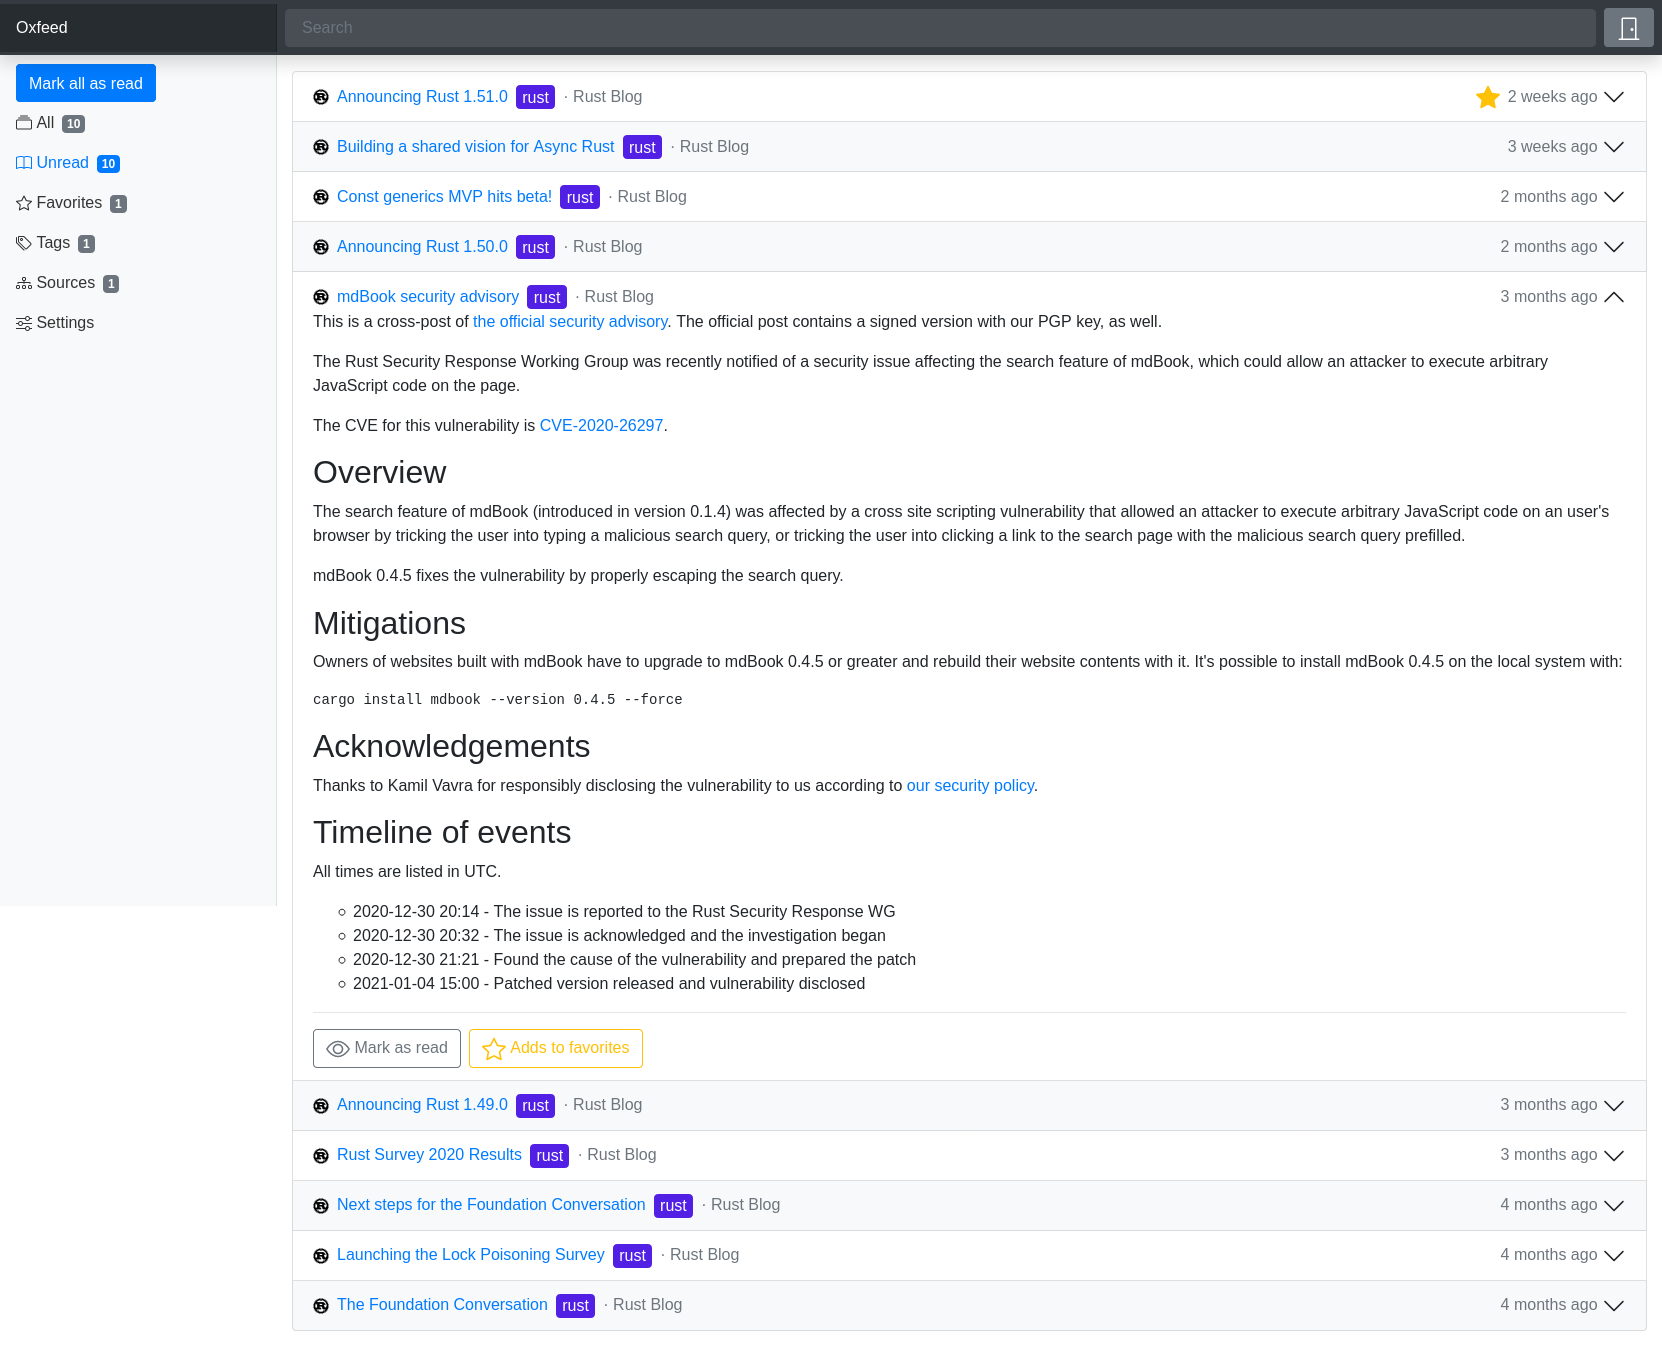 Oxfeed
Search
Mark all as read
All 10
Unread 10
Favorites 1
Tags 1
Sources 1
Settings
Announcing Rust 1.51.0 rust · Rust Blog 2 weeks ago
Building a shared vision for Async Rust rust · Rust Blog 3 weeks ago
Const generics MVP hits beta! rust · Rust Blog 2 months ago
Announcing Rust 1.50.0 rust · Rust Blog 2 months ago
mdBook security advisory rust · Rust Blog 3 months ago
This is a cross-post of the official security advisory. The official post contains a signed version with our PGP key, as well.
The Rust Security Response Working Group was recently notified of a security issue affecting the search feature of mdBook, which could allow an attacker to execute arbitrary
JavaScript code on the page.
The CVE for this vulnerability is CVE-2020-26297.
Overview
The search feature of mdBook (introduced in version 0.1.4) was affected by a cross site scripting vulnerability that allowed an attacker to execute arbitrary JavaScript code on an user's
browser by tricking the user into typing a malicious search query, or tricking the user into clicking a link to the search page with the malicious search query prefilled.
mdBook 0.4.5 fixes the vulnerability by properly escaping the search query.
Mitigations
Owners of websites built with mdBook have to upgrade to mdBook 0.4.5 or greater and rebuild their website contents with it. It's possible to install mdBook 0.4.5 on the local system with:
cargo install mdbook --version 0.4.5 --force
Acknowledgements
Thanks to Kamil Vavra for responsibly disclosing the vulnerability to us according to our security policy.
Timeline of events
All times are listed in UTC.
2020-12-30 20:14 - The issue is reported to the Rust Security Response WG
2020-12-30 20:32 - The issue is acknowledged and the investigation began
2020-12-30 21:21 - Found the cause of the vulnerability and prepared the patch
2021-01-04 15:00 - Patched version released and vulnerability disclosed
Mark as read Adds to favorites
Announcing Rust 1.49.0 rust · Rust Blog 3 months ago
Rust Survey 2020 Results rust · Rust Blog 3 months ago
Next steps for the Foundation Conversation rust · Rust Blog 4 months ago
Launching the Lock Poisoning Survey rust · Rust Blog 4 months ago
The Foundation Conversation rust · Rust Blog 4 months ago